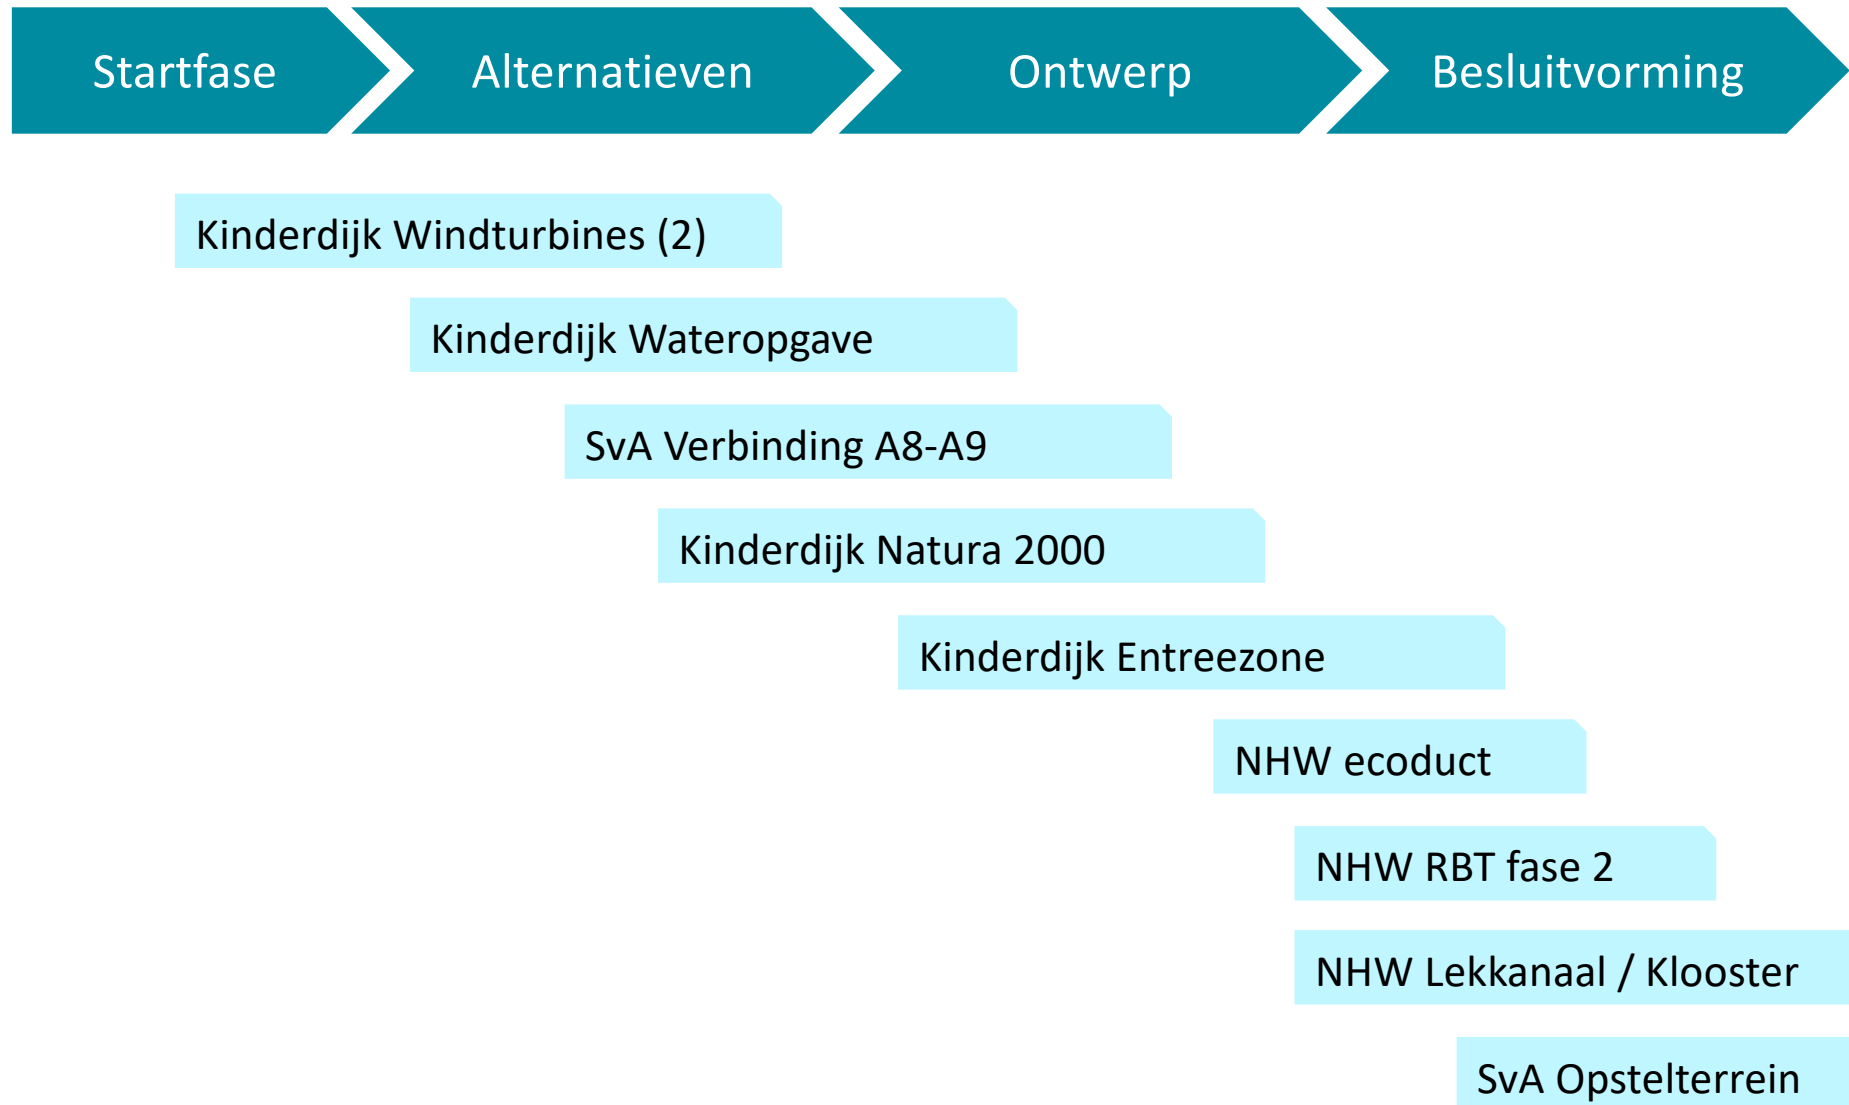 Startfase
Alternatieven
Ontwerp
Besluitvorming
Kinderdijk Windturbines (2)
Kinderdijk Wateropgave
SvA Verbinding A8-A9
Kinderdijk Natura 2000
Kinderdijk Entreezone
NHW ecoduct
NHW RBT fase 2
NHW Lekkanaal / Klooster
SvA Opstelterrein